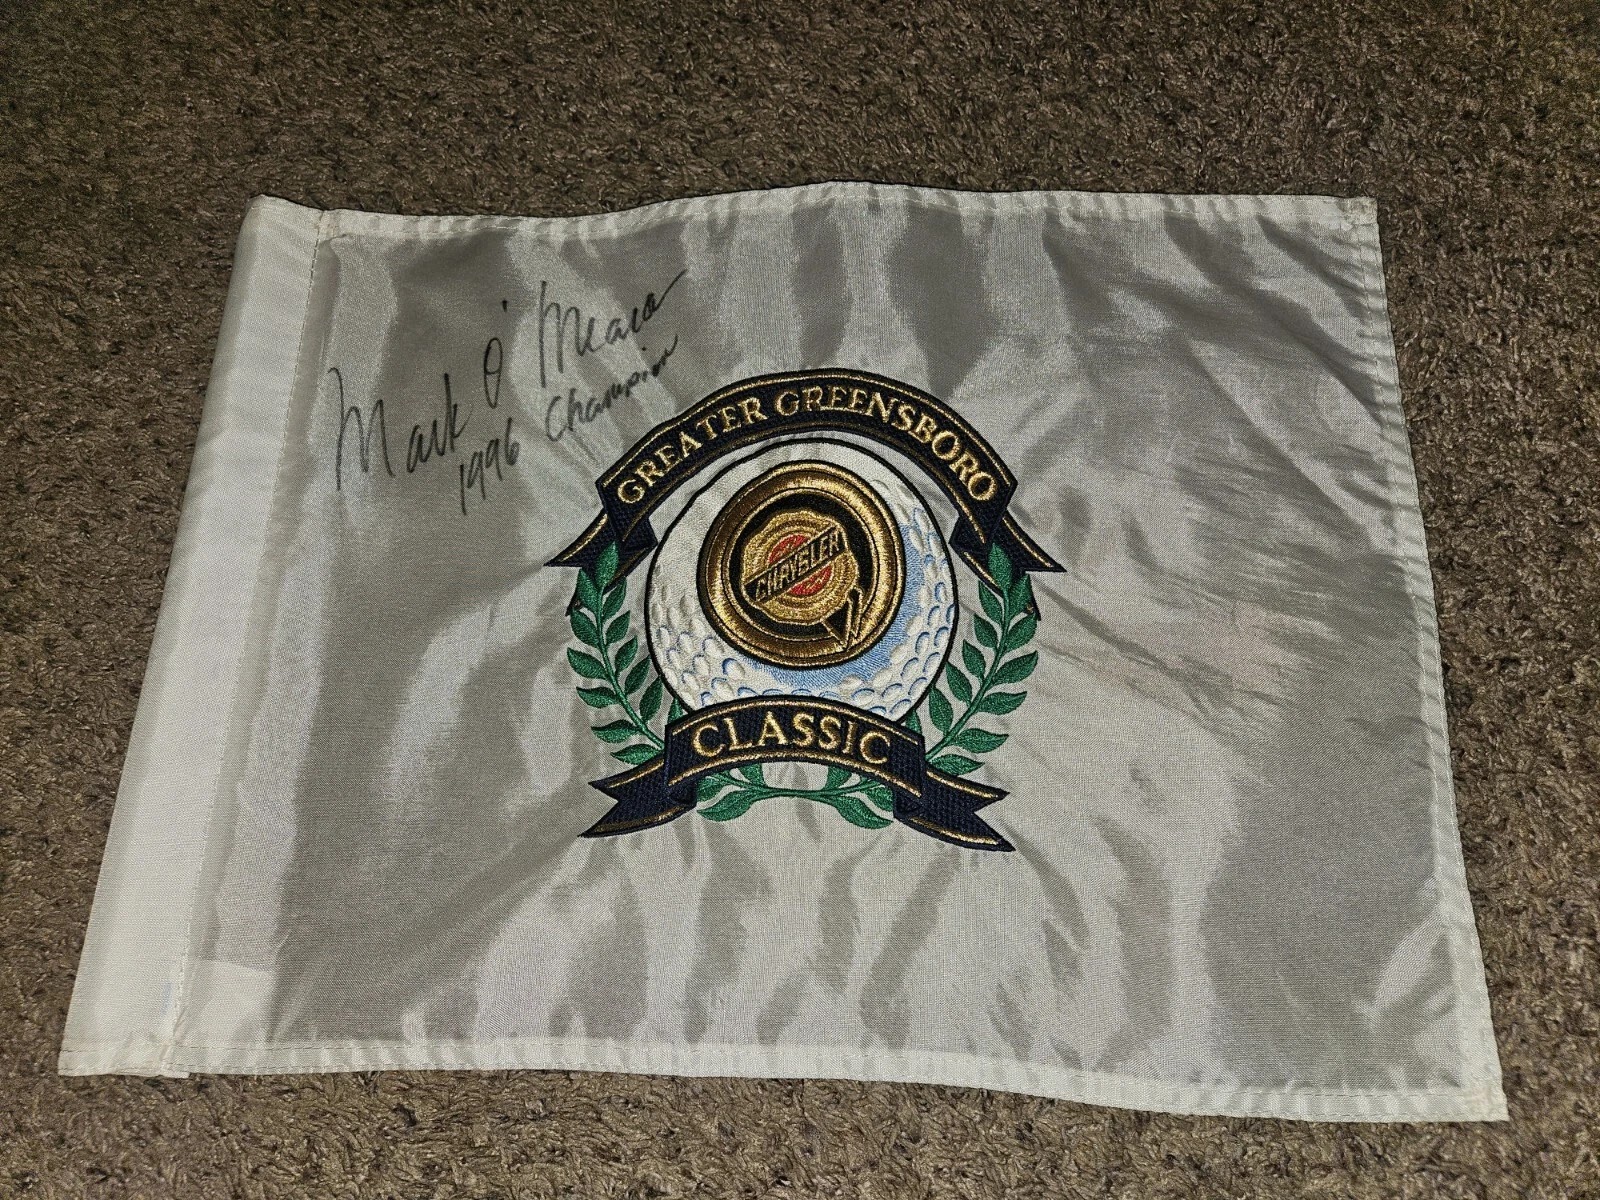 Mark O'Meara
1996 Champion
GREATER GREENSBORO
CHRYSLER
CLASSIC